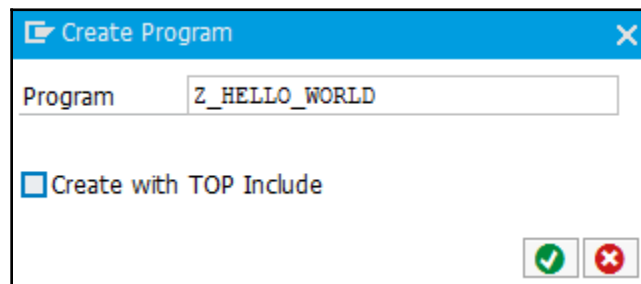 Create Program
Program Z_HELLO_WORLD
Create with TOP Include